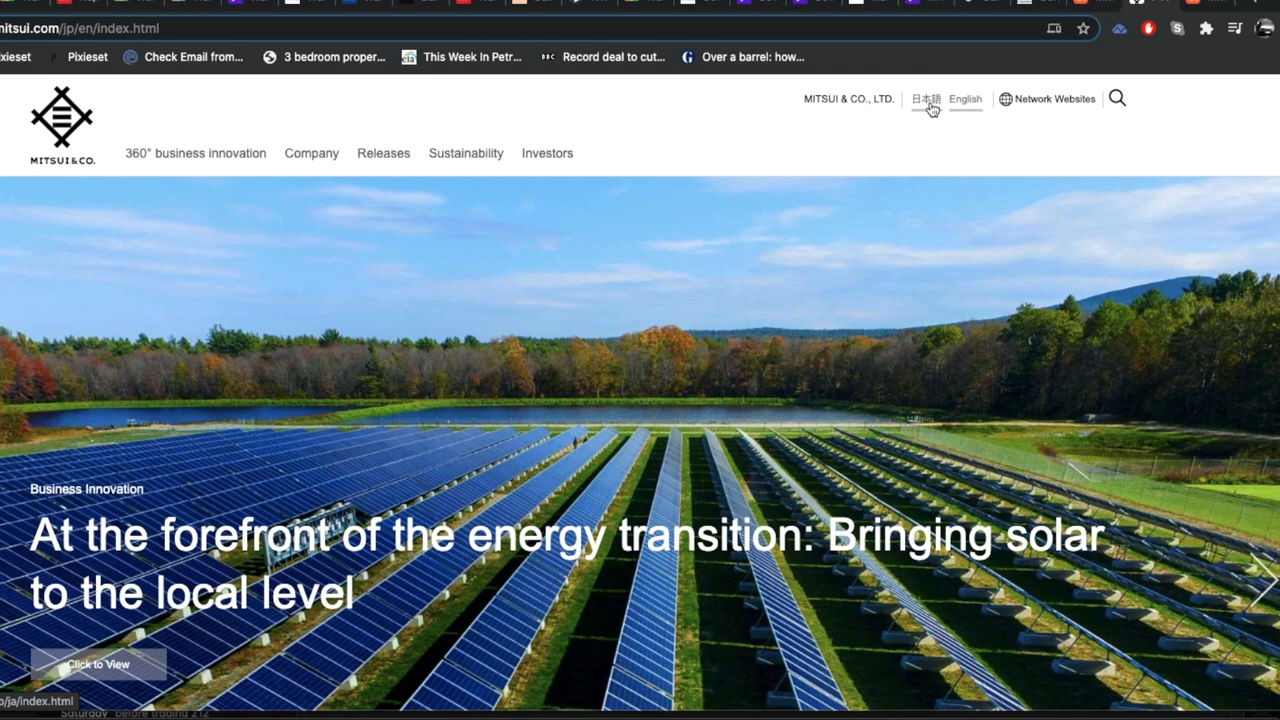 mitsui.com/jp/en/index.html
Pixieset
Check Email from...
3 bedroom proper...
This Week In Petr...
BBC
Record deal to cut...
Over a barrel: how...
MITSUI & CO., LTD.
日本語
English
Network Websites
MITSUI & CO.
360° business innovation
Company
Releases
Sustainability
Investors
Business Innovation
At the forefront of the energy transition: Bringing solar
to the local level
Click to View
/ja/index.html